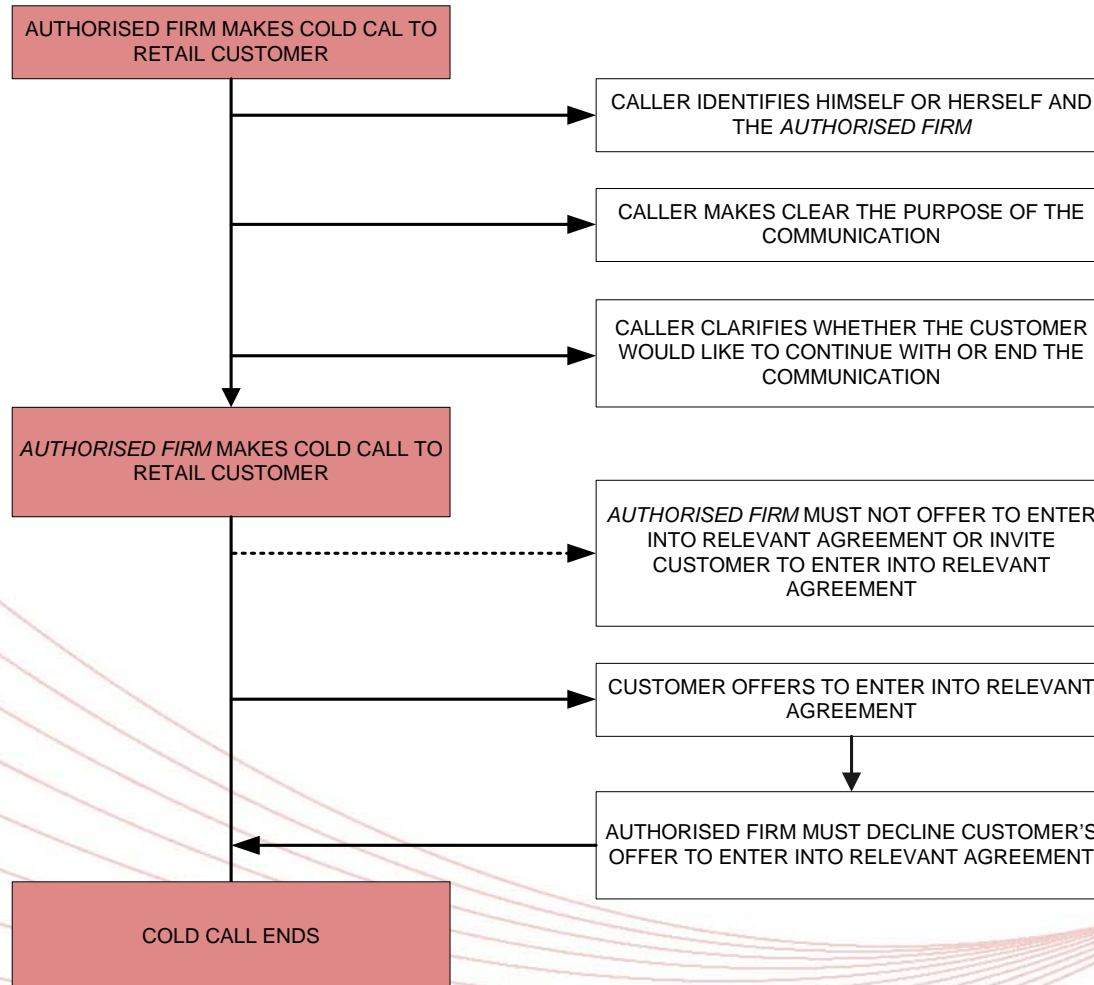 AUTHORISED FIRM MAKES COLD CAL TO
RETAIL CUSTOMER
CALLER IDENTIFIES HIMSELF OR HERSELF AND
THE AUTHORISED FIRM
CALLER MAKES CLEAR THE PURPOSE OF THE
COMMUNICATION
CALLER CLARIFIES WHETHER THE CUSTOMER
WOULD LIKE TO CONTINUE WITH OR END THE
COMMUNICATION
AUTHORISED FIRM MAKES COLD CALL TO
RETAIL CUSTOMER
AUTHORISED FIRM MUST NOT OFFER TO ENTER
INTO RELEVANT AGREEMENT OR INVITE
CUSTOMER TO ENTER INTO RELEVANT
AGREEMENT
CUSTOMER OFFERS TO ENTER INTO RELEVANT
AGREEMENT
AUTHORISED FIRM MUST DECLINE CUSTOMER'S
OFFER TO ENTER INTO RELEVANT AGREEMENT
COLD CALL ENDS